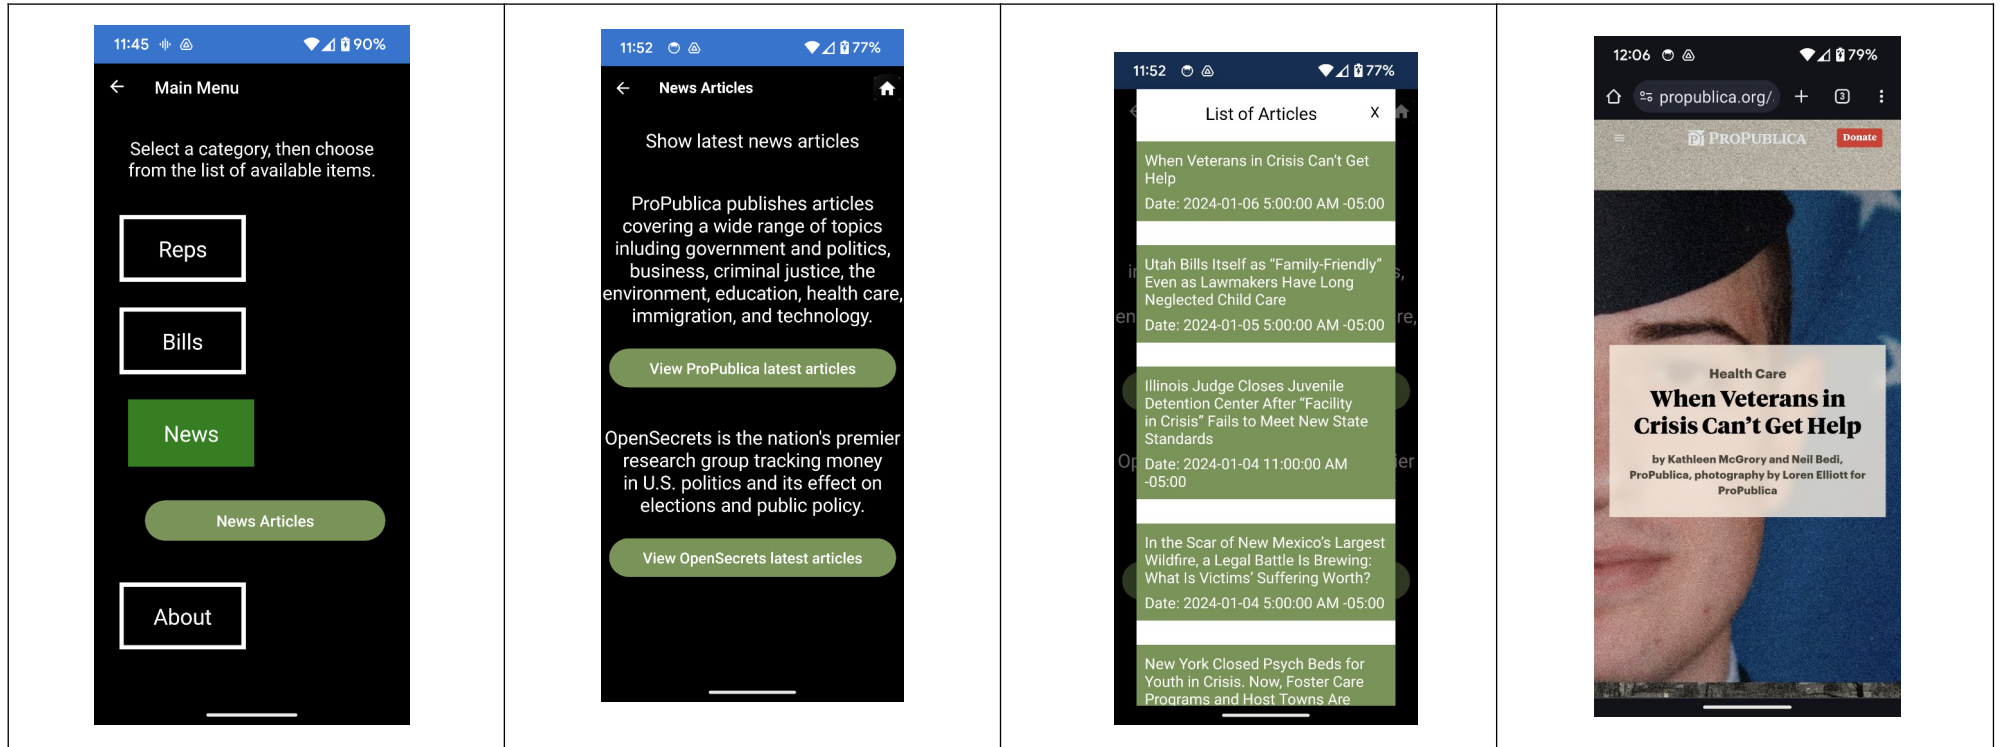 11:45
90%
Main Menu
Select a category, then choose
from the list of available items.
Reps
Bills
News
News Articles
About
11:52
77%
News Articles
Show latest news articles
ProPublica publishes articles
covering a wide range of topics
inluding government and politics,
business, criminal justice, the
environment, education, health care,
immigration, and technology.
View ProPublica latest articles
OpenSecrets is the nation's premier
research group tracking money
in U.S. politics and its effect on
elections and public policy.
View OpenSecrets latest articles
11:52
77%
List of Articles
X
When Veterans in Crisis Can’t Get
Help
Date: 2024-01-06 5:00:00 AM -05:00
Utah Bills Itself as “Family-Friendly”
Even as Lawmakers Have Long
Neglected Child Care
Date: 2024-01-05 5:00:00 AM -05:00
Illinois Judge Closes Juvenile
Detention Center After “Facility
in Crisis” Fails to Meet New State
Standards
Date: 2024-01-04 11:00:00 AM
-05:00
In the Scar of New Mexico’s Largest
Wildfire, a Legal Battle Is Brewing:
What Is Victims’ Suffering Worth?
Date: 2024-01-04 5:00:00 AM -05:00
New York Closed Psych Beds for
Youth in Crisis. Now, Foster Care
Programs and Host Towns Are
12:06
79%
propublica.org/
3
PROPUBLICA
Donate
Health Care
When Veterans in
Crisis Can’t Get Help
by Kathleen McGrory and Neil Bedi,
ProPublica, photography by Loren Elliott for
ProPublica